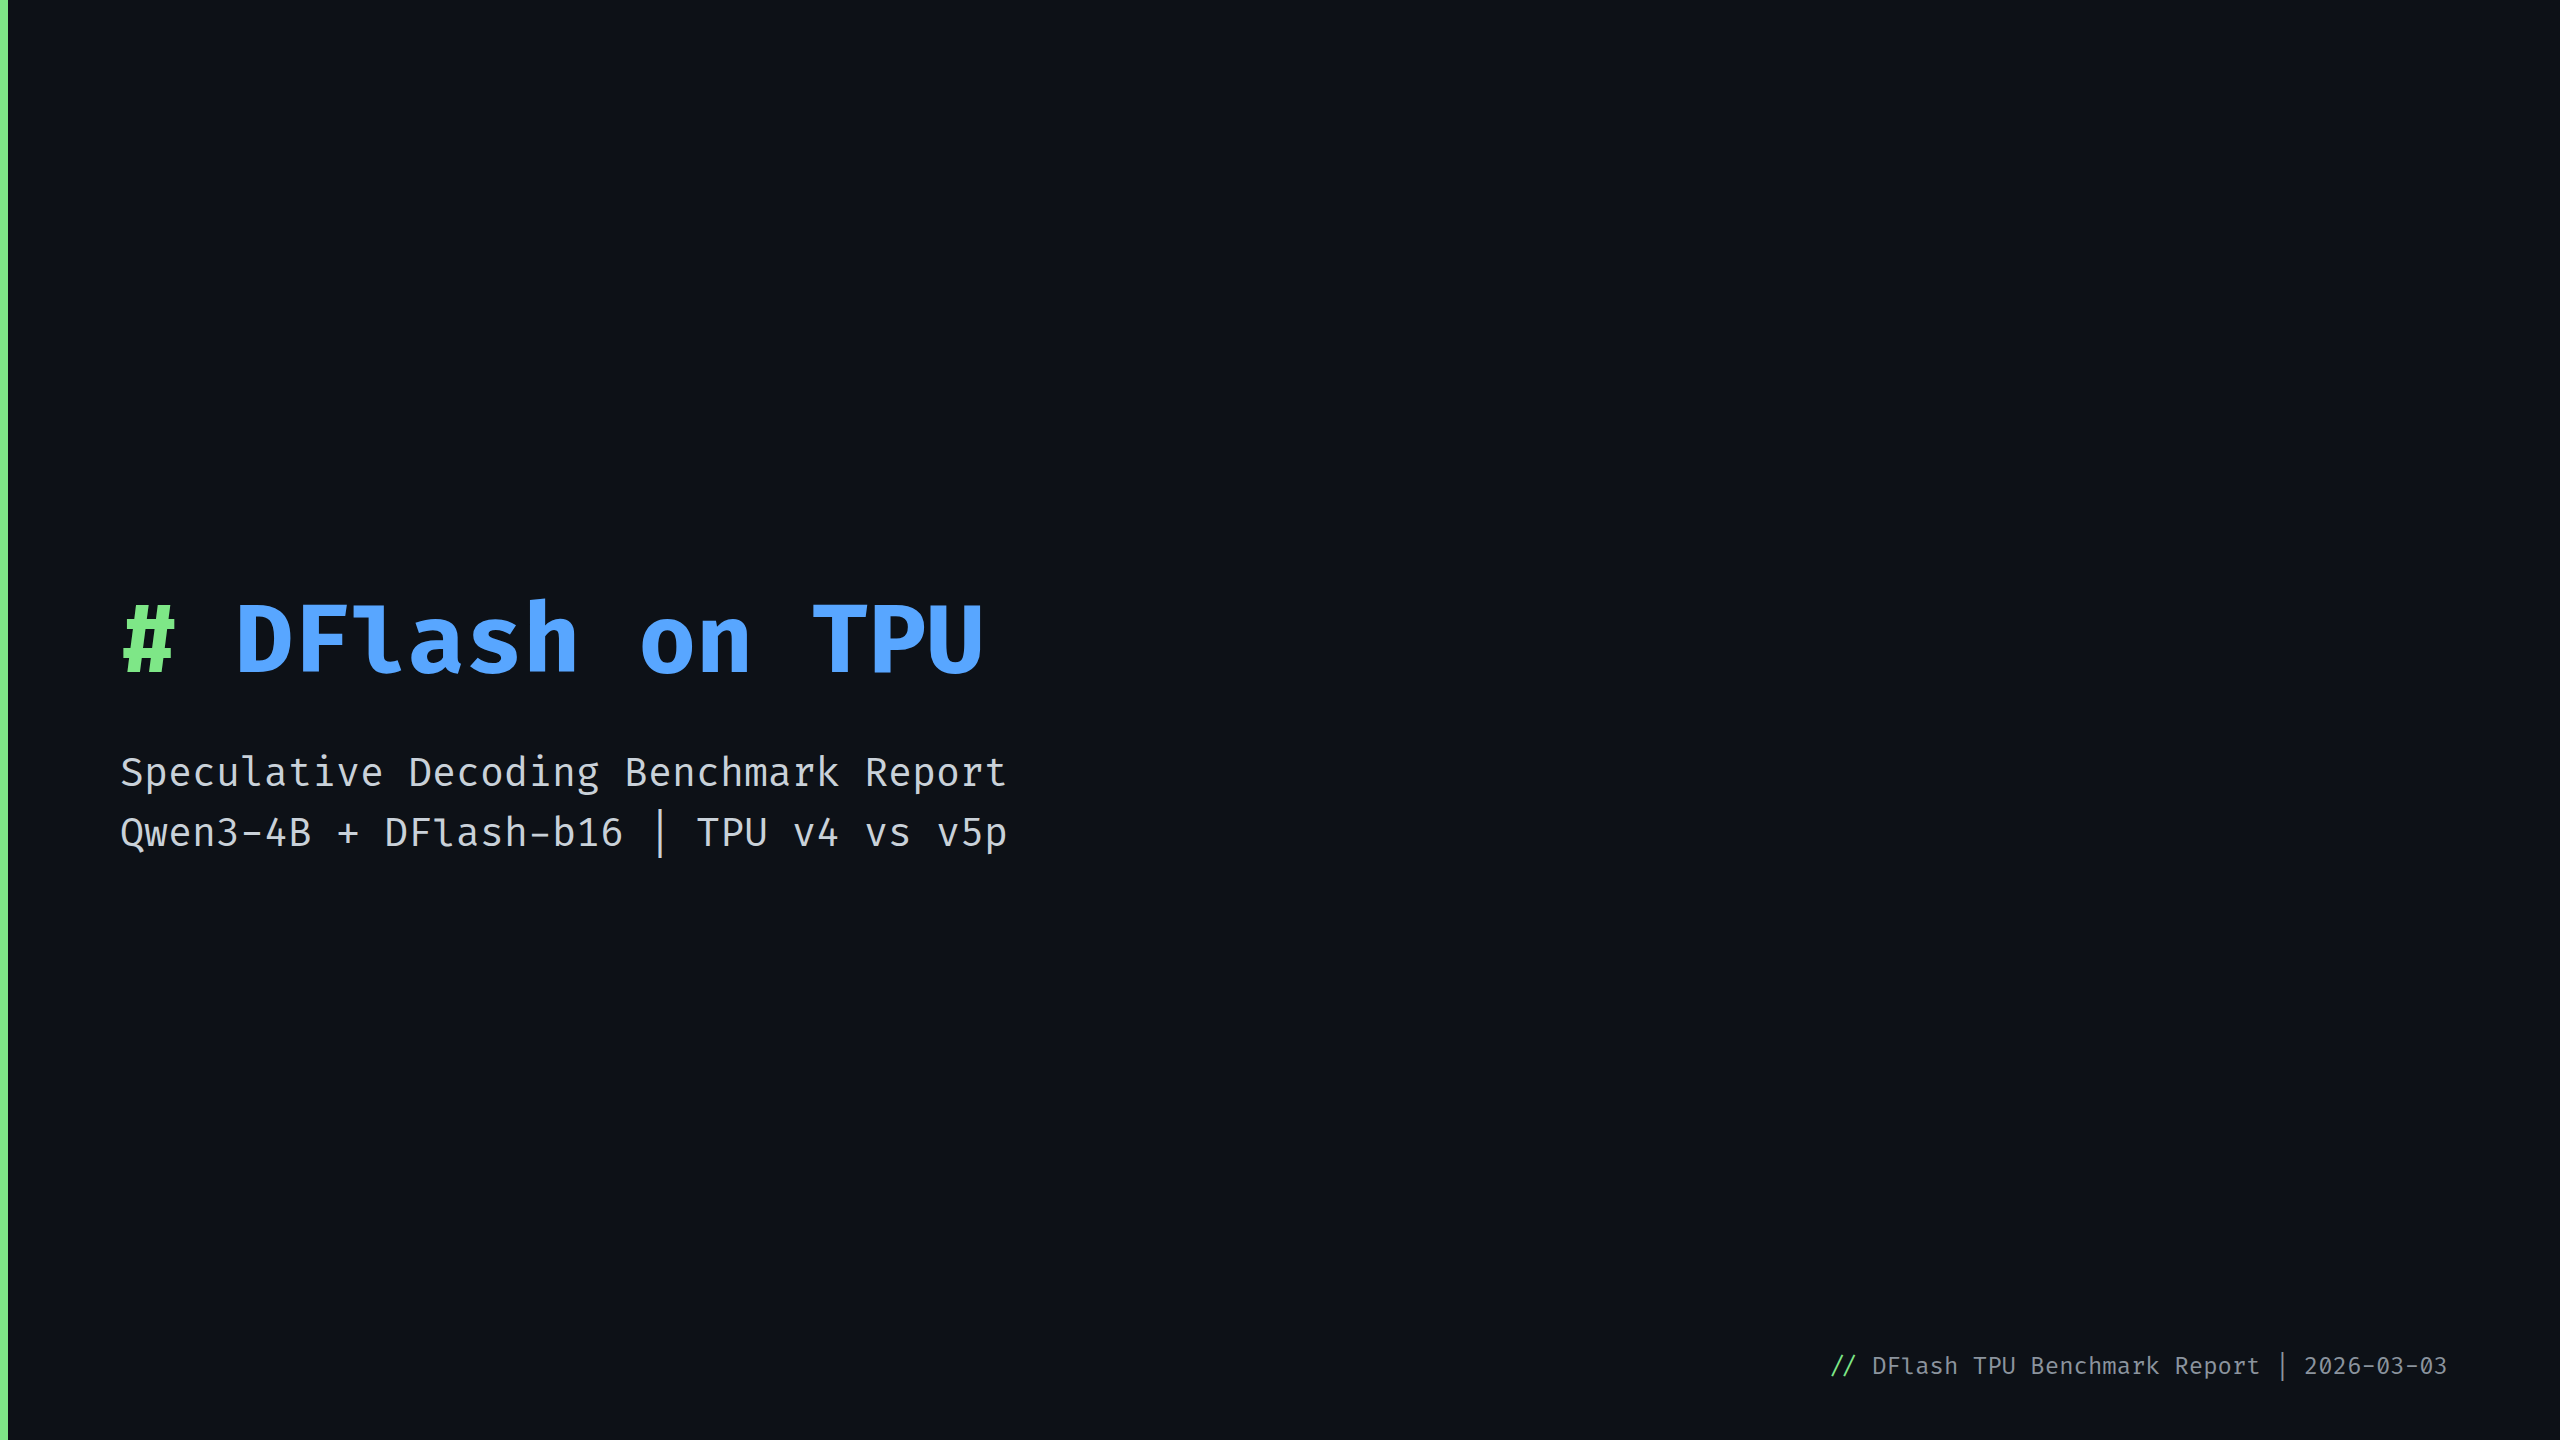 # DFlash on TPU
Speculative Decoding Benchmark Report
Qwen3-4B + DFlash-b16 | TPU v4 vs v5p
// DFlash TPU Benchmark Report | 2026-03-03